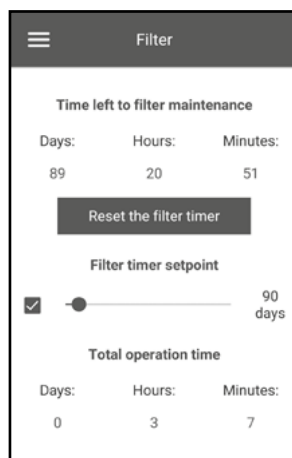 Filter
Time left to filter maintenance
Days: Hours: Minutes:
89 20 51
Reset the filter timer
Filter timer setpoint
90
days
Total operation time
Days: Hours: Minutes:
0 3 7